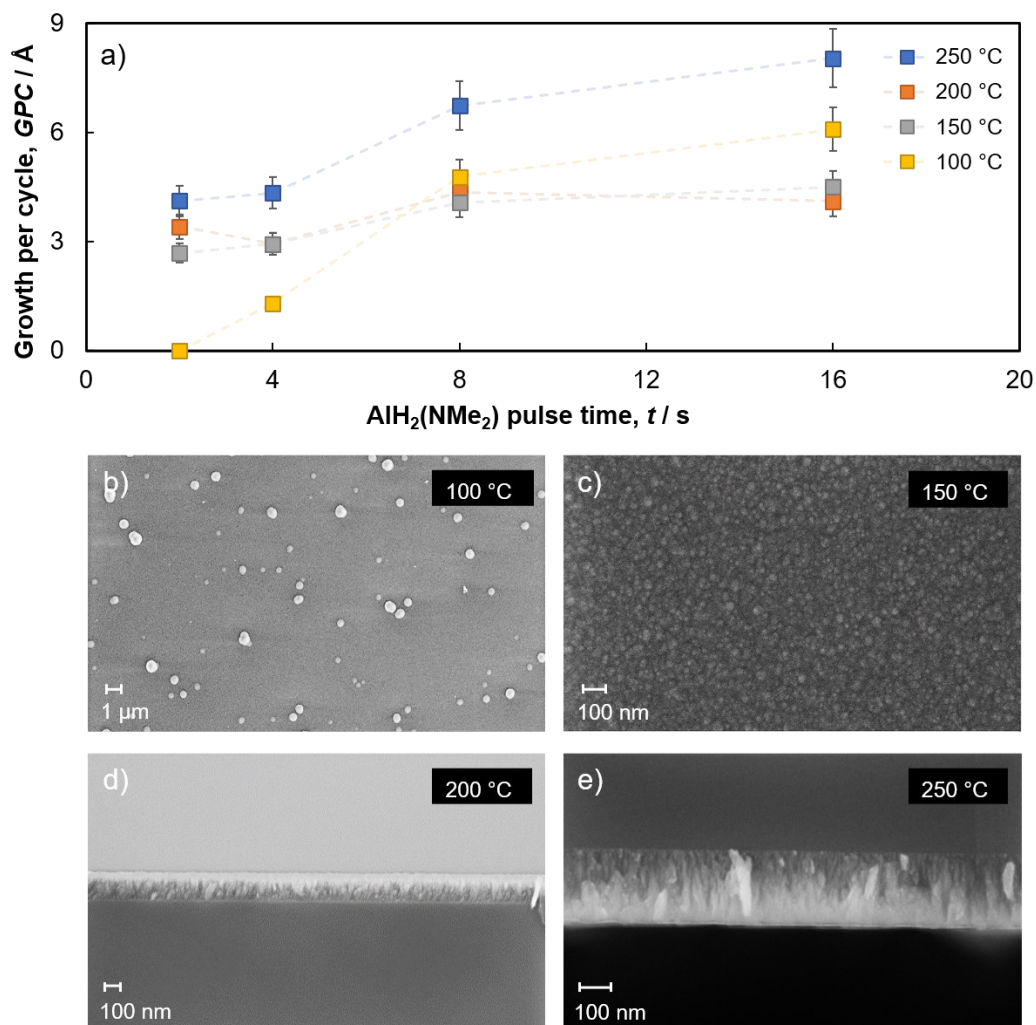 a)
9
6
3
0
Growth per cycle, GPC / Å
250 °C
200 °C
150 °C
100 °C
0 4 8 12 16 20
AlH₂(NMe₂) pulse time, t / s
b) 100 °C
1 µm
c) 150 °C
100 nm
d) 200 °C
100 nm
e) 250 °C
100 nm